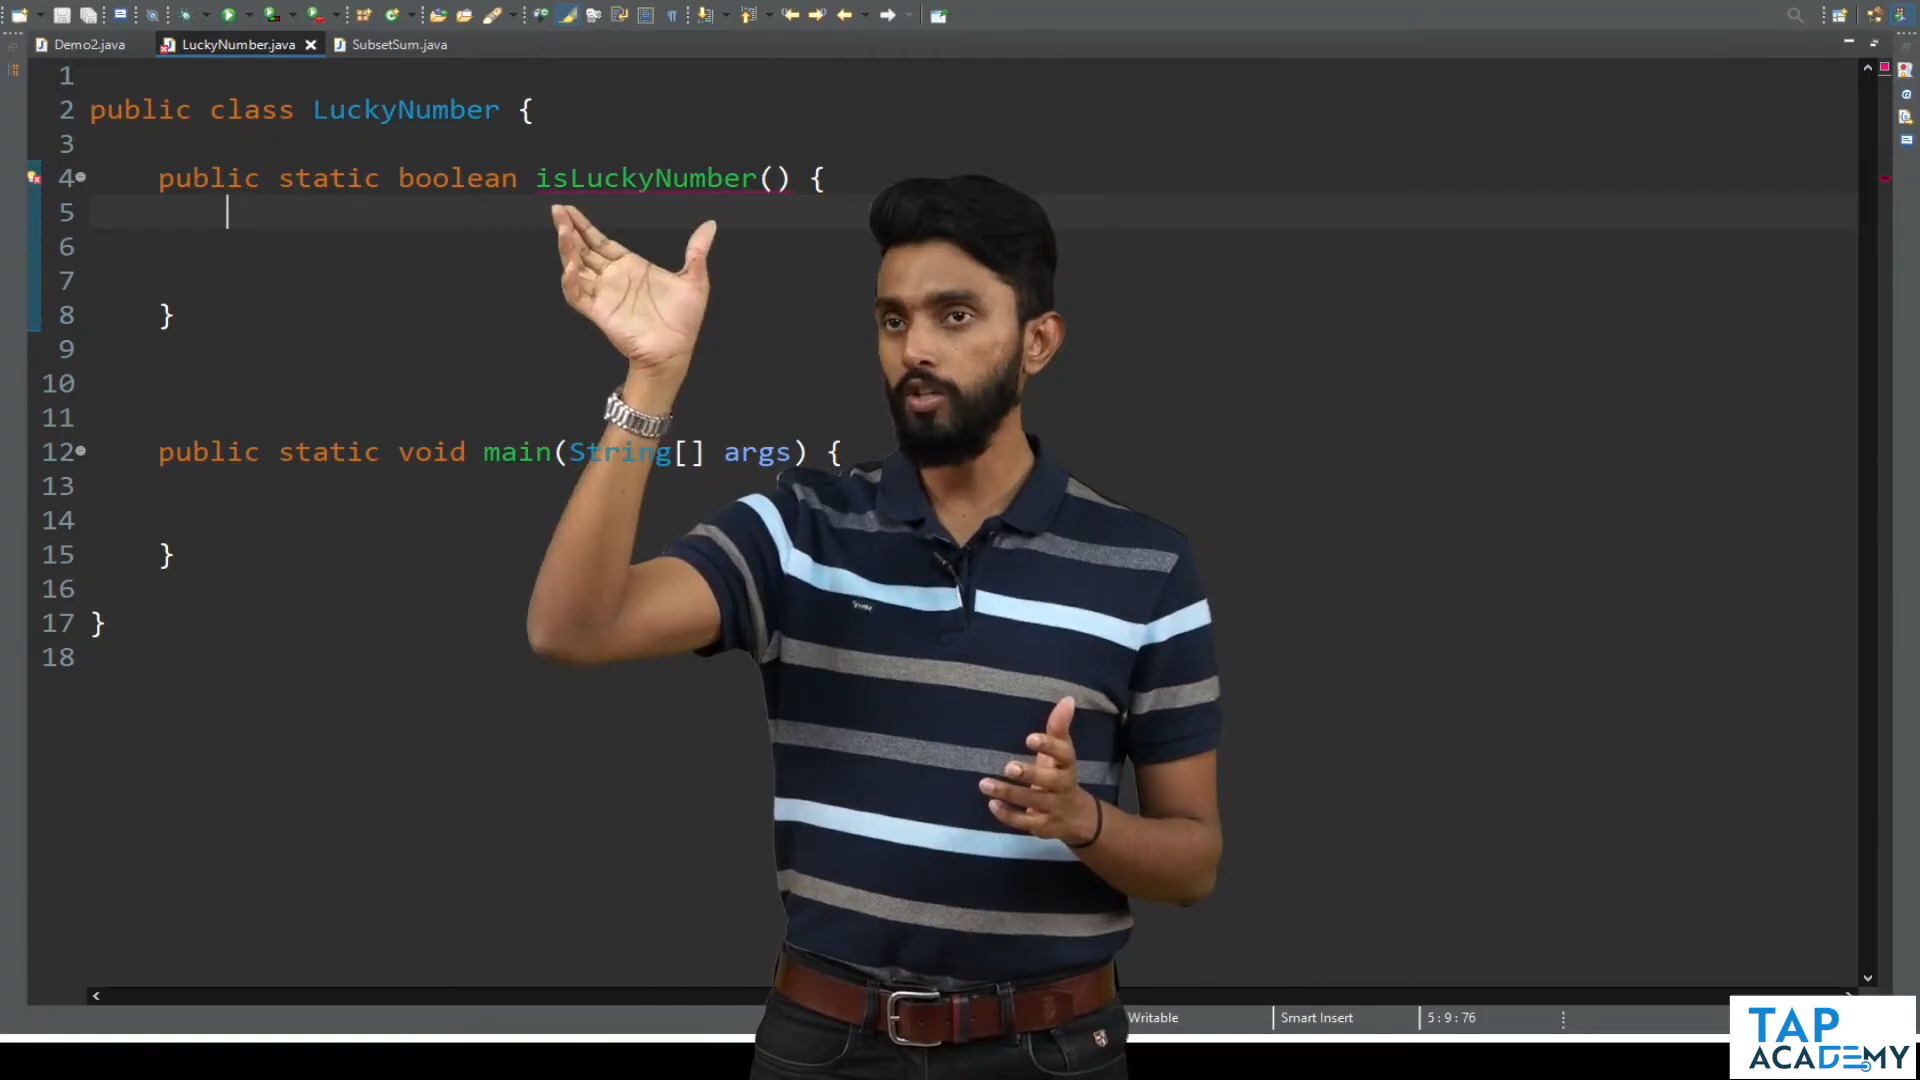 Demo2.java
LuckyNumber.java
SubsetSum.java
1
2 public class LuckyNumber {
3
4 public static boolean isLuckyNumber() {
5
6
7
8 }
9
10
11
12 public static void main(String[] args) {
13
14
15 }
16
17 }
18
Writable
Smart Insert
5:9:76
TAP
ACADEMY